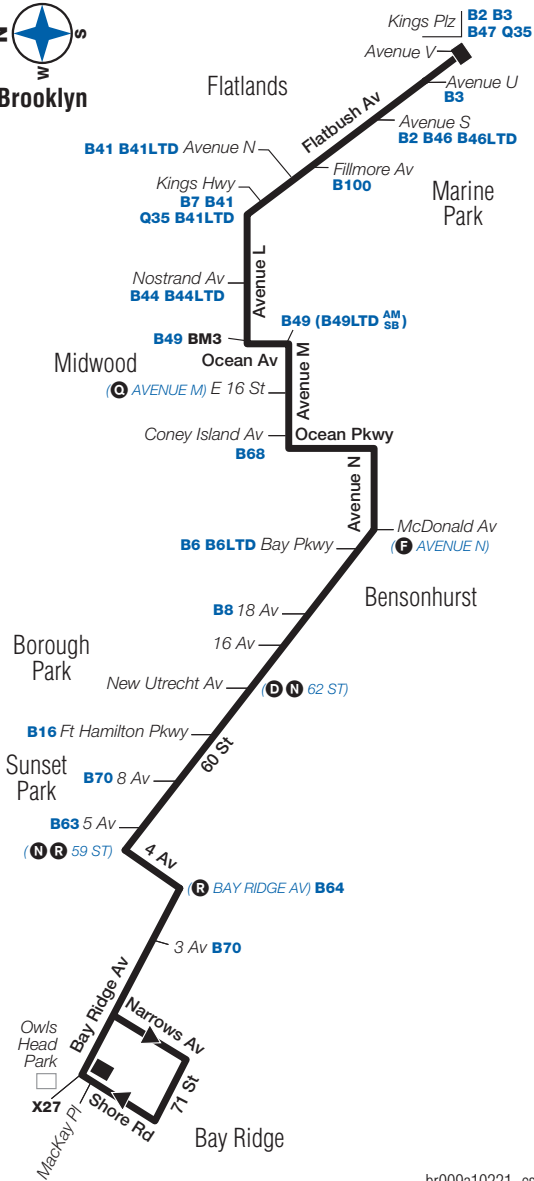 N
S
W
Brooklyn
Kings Plz
B2 B3
B47 Q35
Avenue V
Flatlands
Avenue U
B3
Flatbush Av
Avenue S
B2 B46 B46LTD
B41 B41LTD Avenue N
Fillmore Av
B100
Kings Hwy
B7 B41
Q35 B41LTD
Marine
Park
Avenue L
Nostrand Av
B44 B44LTD
B49 (B49LTD AM SB)
B49 BM3
Ocean Av
Midwood
Avenue M
(Q AVENUE M) E 16 St
Coney Island Av
B68
Ocean Pkwy
Avenue N
McDonald Av
(F AVENUE N)
B6 B6LTD Bay Pkwy
Bensonhurst
B8 18 Av
16 Av
Borough
Park
New Utrecht Av
(D N 62 ST)
B16 Ft Hamilton Pkwy
60 St
Sunset
Park
B70 8 Av
B63 5 Av
(N R 59 ST)
4 Av
(R BAY RIDGE AV) B64
3 Av B70
Bay Ridge Av
Narrows Av
Owls
Head
Park
71 St
X27
Shore Rd
MacKay Pl
Bay Ridge